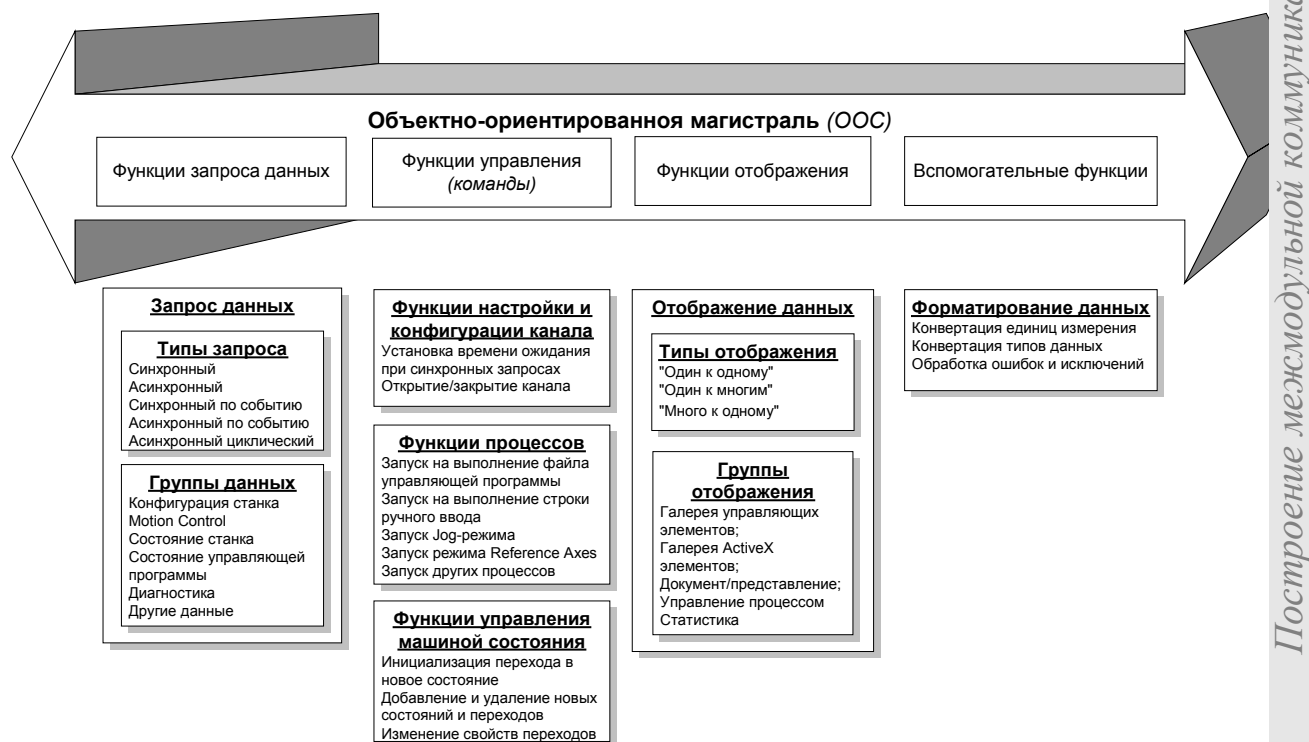 Объектно-ориентированноя магистраль (ООС)
Функции запроса данных
Функции управления
(команды)
Функции отображения
Вспомогательные функции
Запрос данных
Типы запроса
Синхронный
Асинхронный
Синхронный по событию
Асинхронный по событию
Асинхронный циклический
Группы данных
Конфигурация станка
Motion Control
Состояние станка
Состояние управляющей
программы
Диагностика
Другие данные
Функции настройки и
конфигурации канала
Установка времени ожидания
при синхронных запросах
Открытие/закрытие канала
Функции процессов
Запуск на выполнение файла
управляющей программы
Запуск на выполнение строки
ручного ввода
Запуск Jog-режима
Запуск режима Reference Axes
Запуск других процессов
Функции управления
машиной состояния
Инициализация перехода в
новое состояние
Добавление и удаление новых
состояний и переходов
Изменение свойств переходов
Отображение данных
Типы отображения
"Один к одному"
"Один к многим"
"Много к одному"
Группы
отображения
Галерея управляющих
элементов;
Галерея ActiveX
элементов;
Документ/представление;
Управление процессом
Статистика
Форматирование данных
Конвертация единиц измерения
Конвертация типов данных
Обработка ошибок и исключений
Построение межмодульной